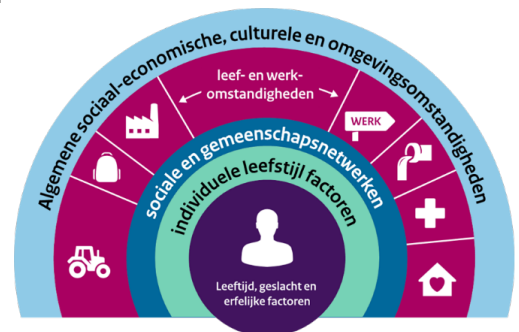 Algemene sociaal-economische, culturele en omgevingsomstandigheden
leef- en werk-
omstandigheden
WERK
sociale en gemeenschapsnetwerken
individuele leefstijl factoren
Leeftijd, geslacht en
erfelijke factoren